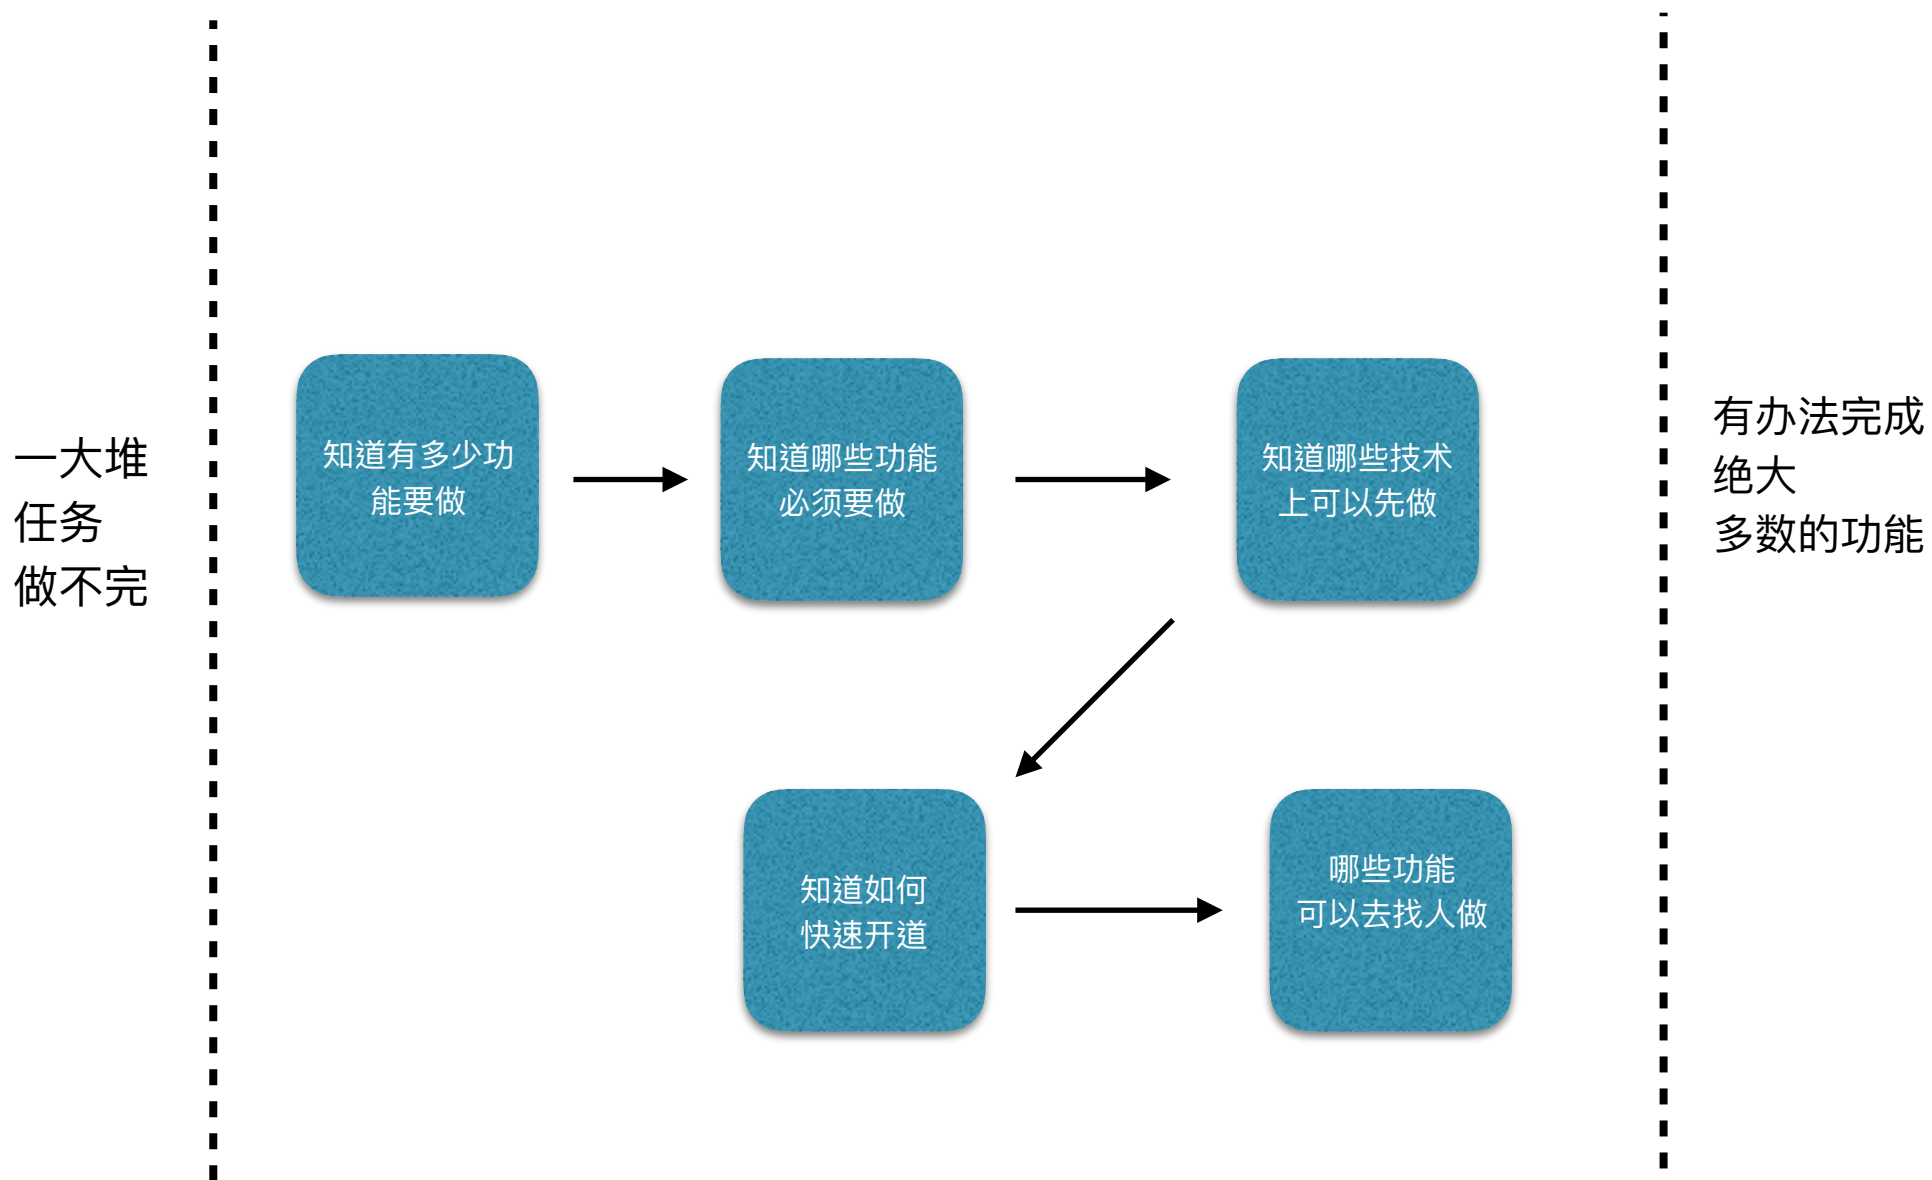 一大堆
任务
做不完
知道有多少功
能要做
知道哪些功能
必须要做
知道哪些技术
上可以先做
知道如何
快速开道
哪些功能
可以去找人做
有办法完成
绝大
多数的功能